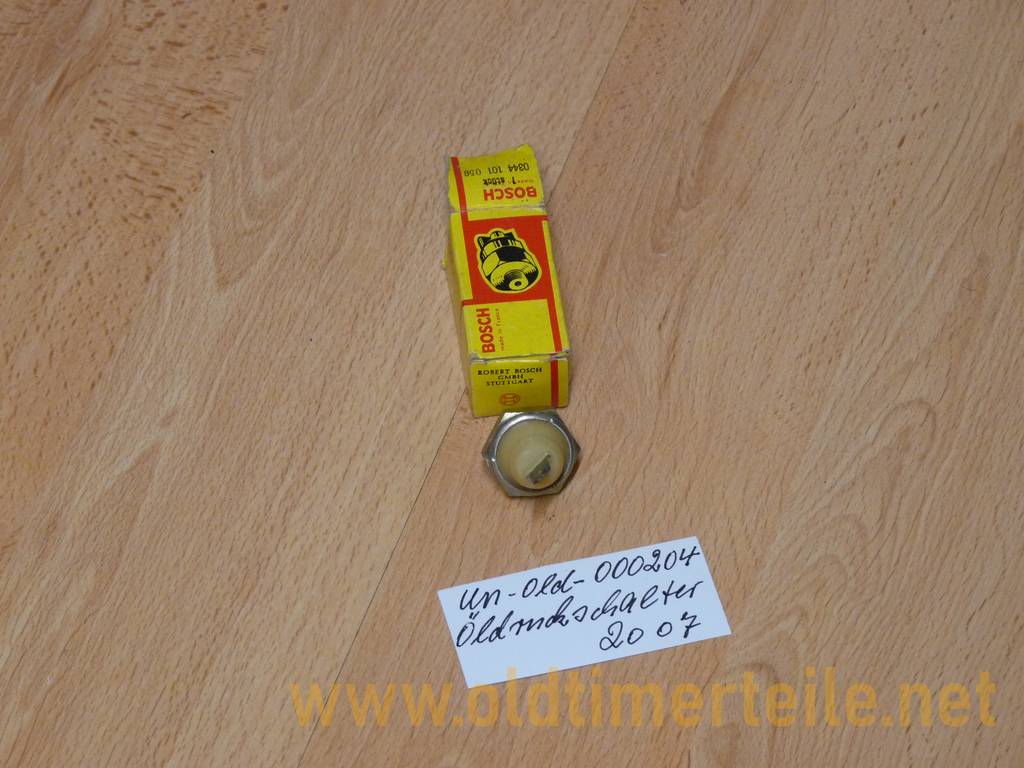 BOSCH
1 Stück
0344 101 058
BOSCH
made in France
ROBERT BOSCH
GMBH
STUTTGART
Un-Old-000204
Öldruckschalter
2007
www.oldtimerteile.net